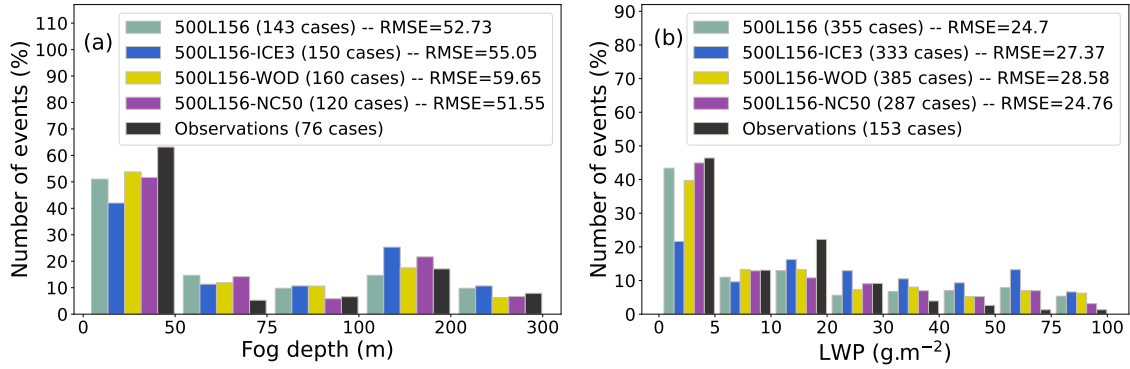 (a)
500L156 (143 cases) -- RMSE=52.73
500L156-ICE3 (150 cases) -- RMSE=55.05
500L156-WOD (160 cases) -- RMSE=59.65
500L156-NC50 (120 cases) -- RMSE=51.55
Observations (76 cases)
Number of events (%)
110
100
90
80
70
60
50
40
30
20
10
0
0 50 75 100 200 300
Fog depth (m)
(b)
500L156 (355 cases) -- RMSE=24.7
500L156-ICE3 (333 cases) -- RMSE=27.37
500L156-WOD (385 cases) -- RMSE=28.58
500L156-NC50 (287 cases) -- RMSE=24.76
Observations (153 cases)
Number of events (%)
90
80
70
60
50
40
30
20
10
0
0 5 10 20 30 40 50 75 100
LWP (g.m⁻²)